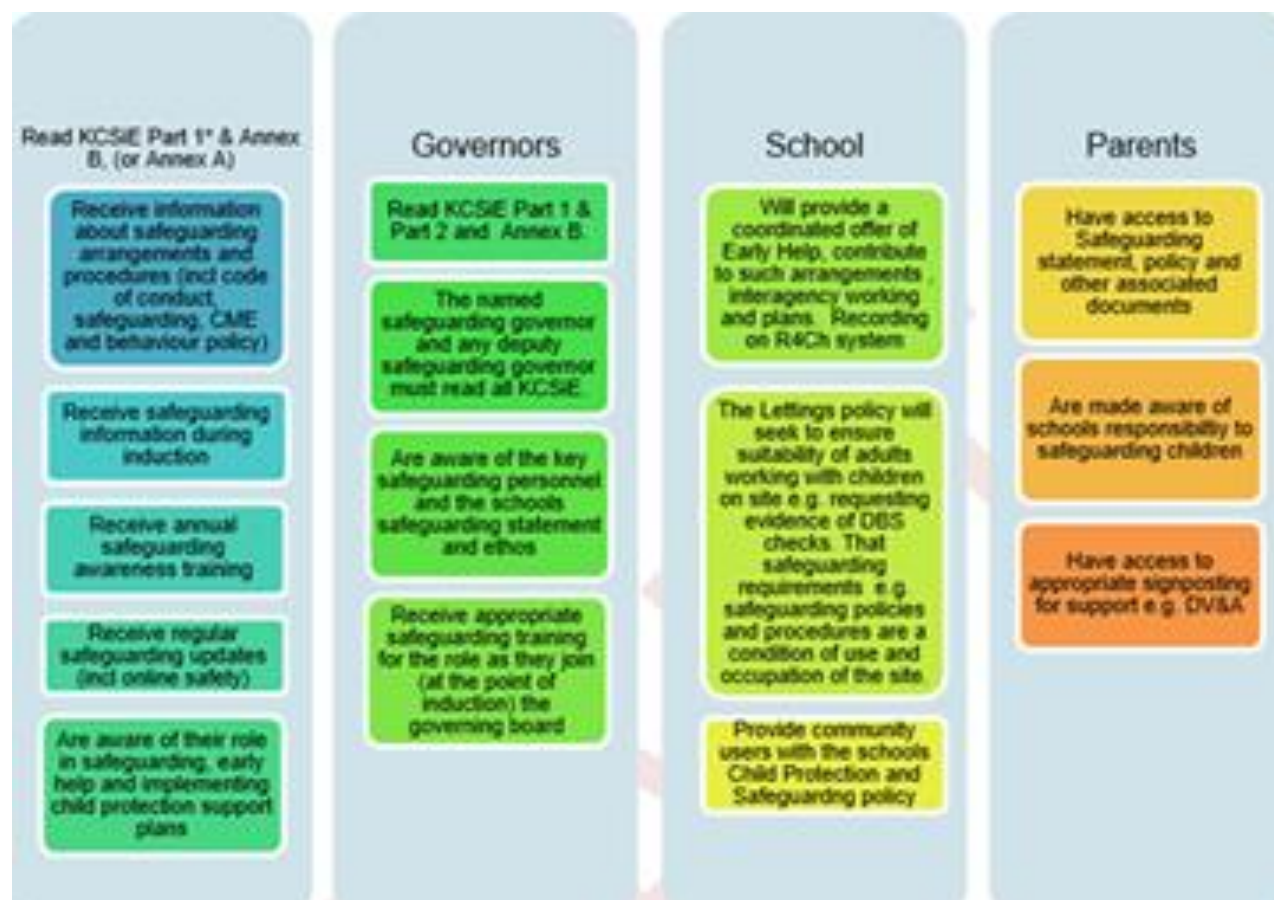 Read KCSiE Part 1* & Annex
B, (or Annex A)
Receive information
about safeguarding
arrangements and
procedures (incl code
of conduct,
safeguarding, CME
and behaviour policy)
Receive safeguarding
information during
induction
Receive annual
safeguarding
awareness training
Receive regular
safeguarding updates
(incl online safety)
Are aware of their role
in safeguarding, early
help and implementing
child protection support
plans
Governors
Read KCSiE Part 1 &
Part 2 and Annex B
The named
safeguarding governor
and any deputy
safeguarding governor
must read all KCSiE
Are aware of the key
safeguarding personnel
and the schools
safeguarding statement
and ethos
Receive appropriate
safeguarding training
for the role as they join
(at the point of
induction) the
governing board
School
Will provide a
coordinated offer of
Early Help, contribute
to such arrangements ,
interagency working
and plans. Recording
on R4Ch system
The Lettings policy will
seek to ensure
suitability of adults
working with children
on site e.g. requesting
evidence of DBS
checks. That
safeguarding
requirements e.g.
safeguarding policies
and procedures are a
condition of use and
occupation of the site.
Provide community
users with the schools
Child Protection and
Safeguardng policy
Parents
Have access to
Safeguarding
statement, policy and
other associated
documents
Are made aware of
schools responsibiltiy to
safeguarding children
Have access to
appropriate signposting
for support e.g. DV&A